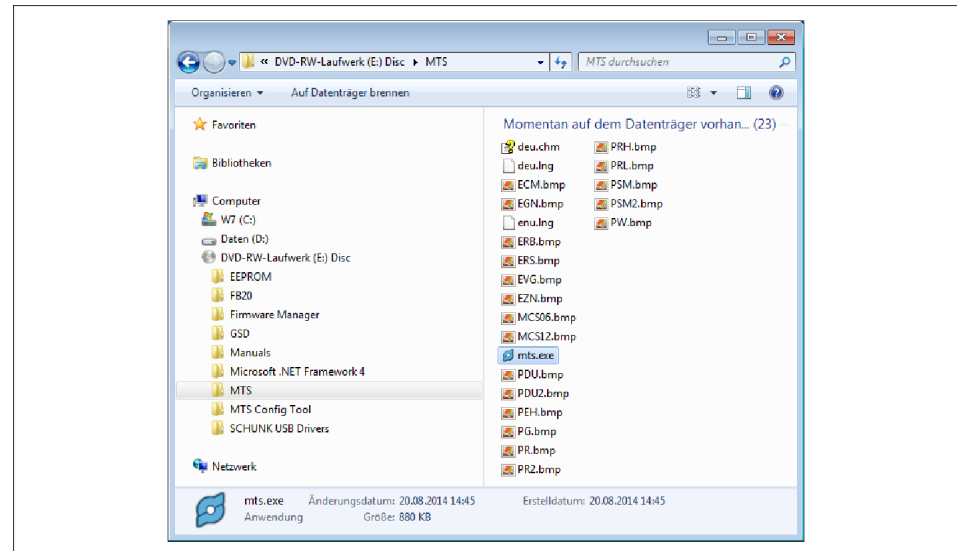 « DVD-RW-Laufwerk (E:) Disc ▸ MTS
MTS durchsuchen
Organisieren
Auf Datenträger brennen
Favoriten
Bibliotheken
Computer
W7 (C:)
Daten (D:)
DVD-RW-Laufwerk (E:) Disc
EEPROM
FB20
Firmware Manager
GSD
Manuals
Microsoft .NET Framework 4
MTS
MTS Config Tool
SCHUNK USB Drivers
Netzwerk
Momentan auf dem Datenträger vorhan... (23)
deu.chm
deu.lng
ECM.bmp
EGN.bmp
enu.lng
ERB.bmp
ERS.bmp
EVG.bmp
EZN.bmp
MCS06.bmp
MCS12.bmp
mts.exe
PDU.bmp
PDU2.bmp
PEH.bmp
PG.bmp
PR.bmp
PR2.bmp
PRH.bmp
PRL.bmp
PSM.bmp
PSM2.bmp
PW.bmp
mts.exe Änderungsdatum: 20.08.2014 14:45 Erstelldatum: 20.08.2014 14:45
Anwendung Größe: 880 KB